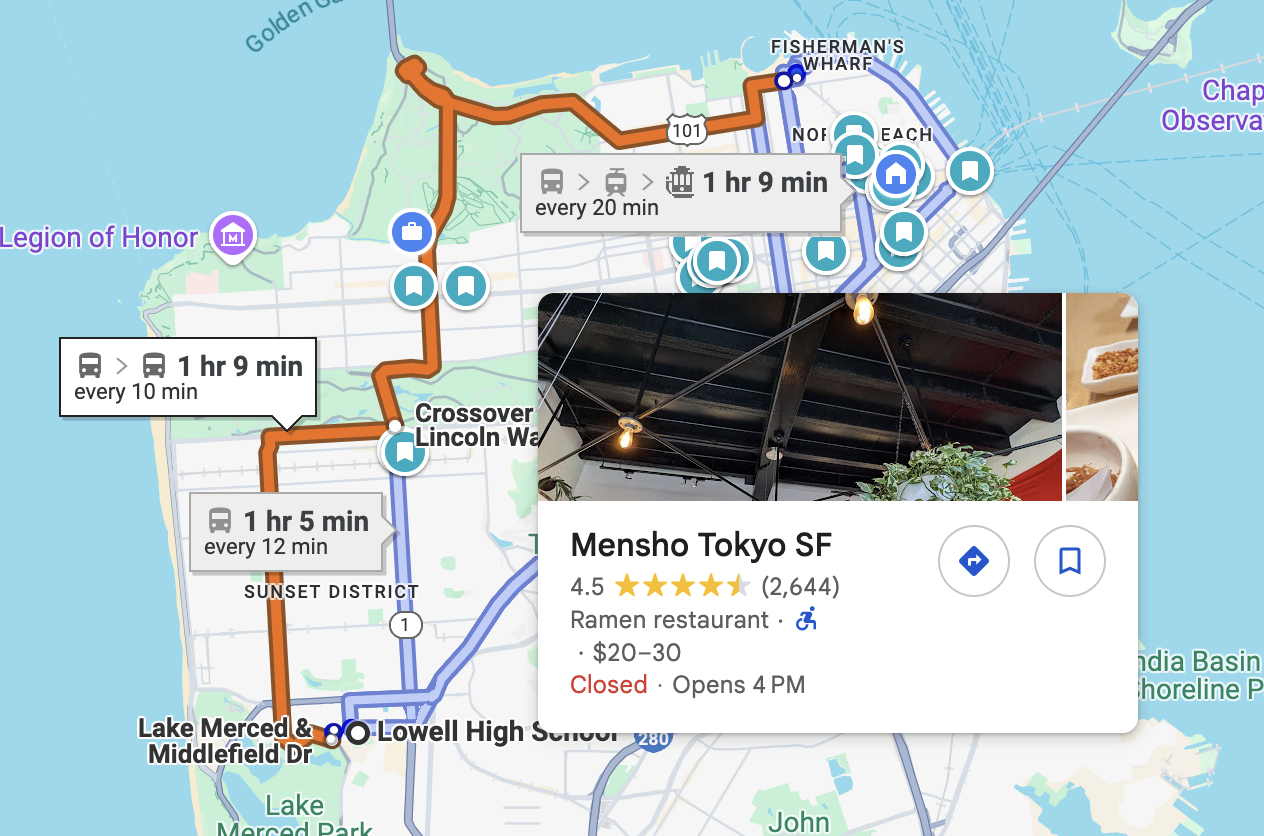 Golden Ga
FISHERMAN'S
WHARF
Chap
Observa
101
NOR
EACH
1 hr 9 min
every 20 min
Legion of Honor
1 hr 9 min
every 10 min
Crossover
Lincoln Wa
1 hr 5 min
every 12 min
SUNSET DISTRICT
1
Mensho Tokyo SF
4.5 (2,644)
Ramen restaurant ·
· $20–30
Closed · Opens 4 PM
ndia Basin
Shoreline P
Lake Merced &
Middlefield Dr
Lowell High School
280
Lake
Merced Park
John